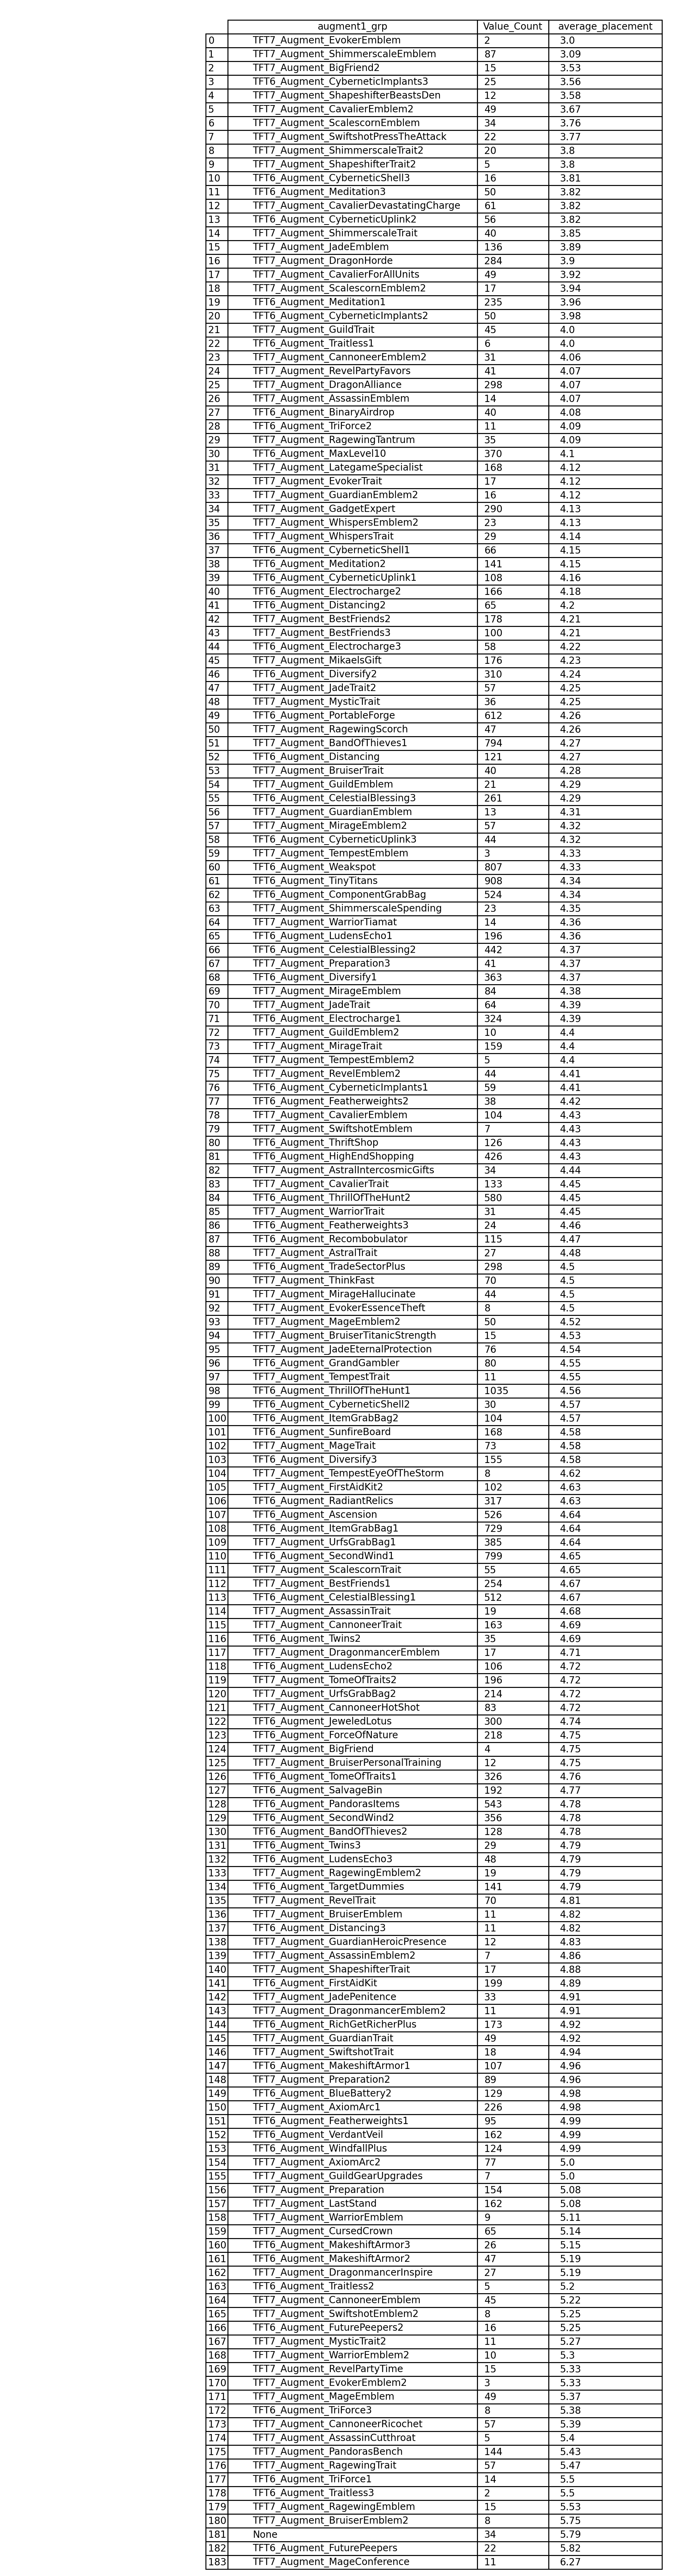 augment1_grp Value_Count average_placement
0 TFT7_Augment_EvokerEmblem 2 3.0
1 TFT7_Augment_ShimmerscaleEmblem 87 3.09
2 TFT7_Augment_BigFriend2 15 3.53
3 TFT6_Augment_CyberneticImplants3 25 3.56
4 TFT7_Augment_ShapeshifterBeastsDen 12 3.58
5 TFT7_Augment_CavalierEmblem2 49 3.67
6 TFT7_Augment_ScalescornEmblem 34 3.76
7 TFT7_Augment_SwiftshotPressTheAttack 22 3.77
8 TFT7_Augment_ShimmerscaleTrait2 20 3.8
9 TFT7_Augment_ShapeshifterTrait2 5 3.8
10 TFT6_Augment_CyberneticShell3 16 3.81
11 TFT6_Augment_Meditation3 50 3.82
12 TFT7_Augment_CavalierDevastatingCharge 61 3.82
13 TFT6_Augment_CyberneticUplink2 56 3.82
14 TFT7_Augment_ShimmerscaleTrait 40 3.85
15 TFT7_Augment_JadeEmblem 136 3.89
16 TFT7_Augment_DragonHorde 284 3.9
17 TFT7_Augment_CavalierForAllUnits 49 3.92
18 TFT7_Augment_ScalescornEmblem2 17 3.94
19 TFT6_Augment_Meditation1 235 3.96
20 TFT6_Augment_CyberneticImplants2 50 3.98
21 TFT7_Augment_GuildTrait 45 4.0
22 TFT6_Augment_Traitless1 6 4.0
23 TFT7_Augment_CannoneerEmblem2 31 4.06
24 TFT7_Augment_RevelPartyFavors 41 4.07
25 TFT7_Augment_DragonAlliance 298 4.07
26 TFT7_Augment_AssassinEmblem 14 4.07
27 TFT6_Augment_BinaryAirdrop 40 4.08
28 TFT6_Augment_TriForce2 11 4.09
29 TFT7_Augment_RagewingTantrum 35 4.09
30 TFT6_Augment_MaxLevel10 370 4.1
31 TFT7_Augment_LategameSpecialist 168 4.12
32 TFT7_Augment_EvokerTrait 17 4.12
33 TFT7_Augment_GuardianEmblem2 16 4.12
34 TFT7_Augment_GadgetExpert 290 4.13
35 TFT7_Augment_WhispersEmblem2 23 4.13
36 TFT7_Augment_WhispersTrait 29 4.14
37 TFT6_Augment_CyberneticShell1 66 4.15
38 TFT6_Augment_Meditation2 141 4.15
39 TFT6_Augment_CyberneticUplink1 108 4.16
40 TFT6_Augment_Electrocharge2 166 4.18
41 TFT6_Augment_Distancing2 65 4.2
42 TFT7_Augment_BestFriends2 178 4.21
43 TFT7_Augment_BestFriends3 100 4.21
44 TFT6_Augment_Electrocharge3 58 4.22
45 TFT7_Augment_MikaelsGift 176 4.23
46 TFT6_Augment_Diversify2 310 4.24
47 TFT7_Augment_JadeTrait2 57 4.25
48 TFT7_Augment_MysticTrait 36 4.25
49 TFT6_Augment_PortableForge 612 4.26
50 TFT7_Augment_RagewingScorch 47 4.26
51 TFT7_Augment_BandOfThieves1 794 4.27
52 TFT6_Augment_Distancing 121 4.27
53 TFT7_Augment_BruiserTrait 40 4.28
54 TFT7_Augment_GuildEmblem 21 4.29
55 TFT6_Augment_CelestialBlessing3 261 4.29
56 TFT7_Augment_GuardianEmblem 13 4.31
57 TFT7_Augment_MirageEmblem2 57 4.32
58 TFT6_Augment_CyberneticUplink3 44 4.32
59 TFT7_Augment_TempestEmblem 3 4.33
60 TFT6_Augment_Weakspot 807 4.33
61 TFT6_Augment_TinyTitans 908 4.34
62 TFT6_Augment_ComponentGrabBag 524 4.34
63 TFT7_Augment_ShimmerscaleSpending 23 4.35
64 TFT7_Augment_WarriorTiamat 14 4.36
65 TFT6_Augment_LudensEcho1 196 4.36
66 TFT6_Augment_CelestialBlessing2 442 4.37
67 TFT7_Augment_Preparation3 41 4.37
68 TFT6_Augment_Diversify1 363 4.37
69 TFT7_Augment_MirageEmblem 84 4.38
70 TFT7_Augment_JadeTrait 64 4.39
71 TFT6_Augment_Electrocharge1 324 4.39
72 TFT7_Augment_GuildEmblem2 10 4.4
73 TFT7_Augment_MirageTrait 159 4.4
74 TFT7_Augment_TempestEmblem2 5 4.4
75 TFT7_Augment_RevelEmblem2 44 4.41
76 TFT6_Augment_CyberneticImplants1 59 4.41
77 TFT6_Augment_Featherweights2 38 4.42
78 TFT7_Augment_CavalierEmblem 104 4.43
79 TFT7_Augment_SwiftshotEmblem 7 4.43
80 TFT6_Augment_ThriftShop 126 4.43
81 TFT6_Augment_HighEndShopping 426 4.43
82 TFT7_Augment_AstralIntercosmicGifts 34 4.44
83 TFT7_Augment_CavalierTrait 133 4.45
84 TFT6_Augment_ThrillOfTheHunt2 580 4.45
85 TFT7_Augment_WarriorTrait 31 4.45
86 TFT6_Augment_Featherweights3 24 4.46
87 TFT6_Augment_Recombobulator 115 4.47
88 TFT7_Augment_AstralTrait 27 4.48
89 TFT6_Augment_TradeSectorPlus 298 4.5
90 TFT7_Augment_ThinkFast 70 4.5
91 TFT7_Augment_MirageHallucinate 44 4.5
92 TFT7_Augment_EvokerEssenceTheft 8 4.5
93 TFT7_Augment_MageEmblem2 50 4.52
94 TFT7_Augment_BruiserTitanicStrength 15 4.53
95 TFT7_Augment_JadeEternalProtection 76 4.54
96 TFT6_Augment_GrandGambler 80 4.55
97 TFT7_Augment_TempestTrait 11 4.55
98 TFT6_Augment_ThrillOfTheHunt1 1035 4.56
99 TFT6_Augment_CyberneticShell2 30 4.57
100 TFT6_Augment_ItemGrabBag2 104 4.57
101 TFT6_Augment_SunfireBoard 168 4.58
102 TFT7_Augment_MageTrait 73 4.58
103 TFT6_Augment_Diversify3 155 4.58
104 TFT7_Augment_TempestEyeOfTheStorm 8 4.62
105 TFT7_Augment_FirstAidKit2 102 4.63
106 TFT6_Augment_RadiantRelics 317 4.63
107 TFT6_Augment_Ascension 526 4.64
108 TFT6_Augment_ItemGrabBag1 729 4.64
109 TFT7_Augment_UrfsGrabBag1 385 4.64
110 TFT6_Augment_SecondWind1 799 4.65
111 TFT7_Augment_ScalescornTrait 55 4.65
112 TFT7_Augment_BestFriends1 254 4.67
113 TFT6_Augment_CelestialBlessing1 512 4.67
114 TFT7_Augment_AssassinTrait 19 4.68
115 TFT7_Augment_CannoneerTrait 163 4.69
116 TFT6_Augment_Twins2 35 4.69
117 TFT7_Augment_DragonmancerEmblem 17 4.71
118 TFT6_Augment_LudensEcho2 106 4.72
119 TFT7_Augment_TomeOfTraits2 196 4.72
120 TFT7_Augment_UrfsGrabBag2 214 4.72
121 TFT7_Augment_CannoneerHotShot 83 4.72
122 TFT6_Augment_JeweledLotus 300 4.74
123 TFT6_Augment_ForceOfNature 218 4.75
124 TFT7_Augment_BigFriend 4 4.75
125 TFT7_Augment_BruiserPersonalTraining 12 4.75
126 TFT6_Augment_TomeOfTraits1 326 4.76
127 TFT6_Augment_SalvageBin 192 4.77
128 TFT6_Augment_PandorasItems 543 4.78
129 TFT6_Augment_SecondWind2 356 4.78
130 TFT7_Augment_BandOfThieves2 128 4.78
131 TFT6_Augment_Twins3 29 4.79
132 TFT6_Augment_LudensEcho3 48 4.79
133 TFT7_Augment_RagewingEmblem2 19 4.79
134 TFT6_Augment_TargetDummies 141 4.79
135 TFT7_Augment_RevelTrait 70 4.81
136 TFT7_Augment_BruiserEmblem 11 4.82
137 TFT6_Augment_Distancing3 11 4.82
138 TFT7_Augment_GuardianHeroicPresence 12 4.83
139 TFT7_Augment_AssassinEmblem2 7 4.86
140 TFT7_Augment_ShapeshifterTrait 17 4.88
141 TFT6_Augment_FirstAidKit 199 4.89
142 TFT7_Augment_JadePenitence 33 4.91
143 TFT7_Augment_DragonmancerEmblem2 11 4.91
144 TFT6_Augment_RichGetRicherPlus 173 4.92
145 TFT7_Augment_GuardianTrait 49 4.92
146 TFT7_Augment_SwiftshotTrait 18 4.94
147 TFT6_Augment_MakeshiftArmor1 107 4.96
148 TFT7_Augment_Preparation2 89 4.96
149 TFT6_Augment_BlueBattery2 129 4.98
150 TFT7_Augment_AxiomArc1 226 4.98
151 TFT6_Augment_Featherweights1 95 4.99
152 TFT6_Augment_VerdantVeil 162 4.99
153 TFT6_Augment_WindfallPlus 124 4.99
154 TFT7_Augment_AxiomArc2 77 5.0
155 TFT7_Augment_GuildGearUpgrades 7 5.0
156 TFT7_Augment_Preparation 154 5.08
157 TFT7_Augment_LastStand 162 5.08
158 TFT7_Augment_WarriorEmblem 9 5.11
159 TFT7_Augment_CursedCrown 65 5.14
160 TFT6_Augment_MakeshiftArmor3 26 5.15
161 TFT6_Augment_MakeshiftArmor2 47 5.19
162 TFT7_Augment_DragonmancerInspire 27 5.19
163 TFT6_Augment_Traitless2 5 5.2
164 TFT7_Augment_CannoneerEmblem 45 5.22
165 TFT7_Augment_SwiftshotEmblem2 8 5.25
166 TFT6_Augment_FuturePeepers2 16 5.25
167 TFT7_Augment_MysticTrait2 11 5.27
168 TFT7_Augment_WarriorEmblem2 10 5.3
169 TFT7_Augment_RevelPartyTime 15 5.33
170 TFT7_Augment_EvokerEmblem2 3 5.33
171 TFT7_Augment_MageEmblem 49 5.37
172 TFT6_Augment_TriForce3 8 5.38
173 TFT7_Augment_CannoneerRicochet 57 5.39
174 TFT7_Augment_AssassinCutthroat 5 5.4
175 TFT7_Augment_PandorasBench 144 5.43
176 TFT7_Augment_RagewingTrait 57 5.47
177 TFT6_Augment_TriForce1 14 5.5
178 TFT6_Augment_Traitless3 2 5.5
179 TFT7_Augment_RagewingEmblem 15 5.53
180 TFT7_Augment_BruiserEmblem2 8 5.75
181 None 34 5.79
182 TFT6_Augment_FuturePeepers 22 5.82
183 TFT7_Augment_MageConference 11 6.27